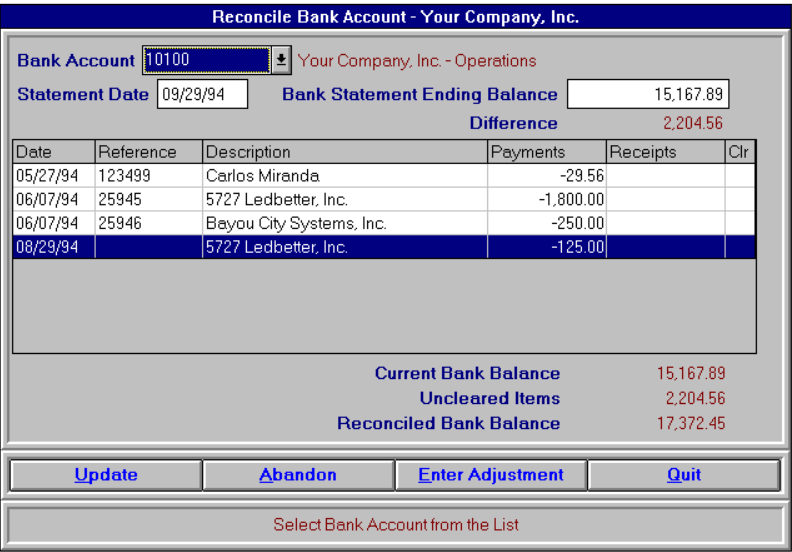 Reconcile Bank Account - Your Company, Inc.
Bank Account 10100 Your Company, Inc. - Operations
Statement Date 09/29/94 Bank Statement Ending Balance 15,167.89
Difference 2,204.56
Date Reference Description Payments Receipts Clr
05/27/94 123499 Carlos Miranda -29.56
06/07/94 25945 5727 Ledbetter, Inc. -1,800.00
06/07/94 25946 Bayou City Systems, Inc. -250.00
08/29/94 5727 Ledbetter, Inc. -125.00
Current Bank Balance 15,167.89
Uncleared Items 2,204.56
Reconciled Bank Balance 17,372.45
Update Abandon Enter Adjustment Quit
Select Bank Account from the List